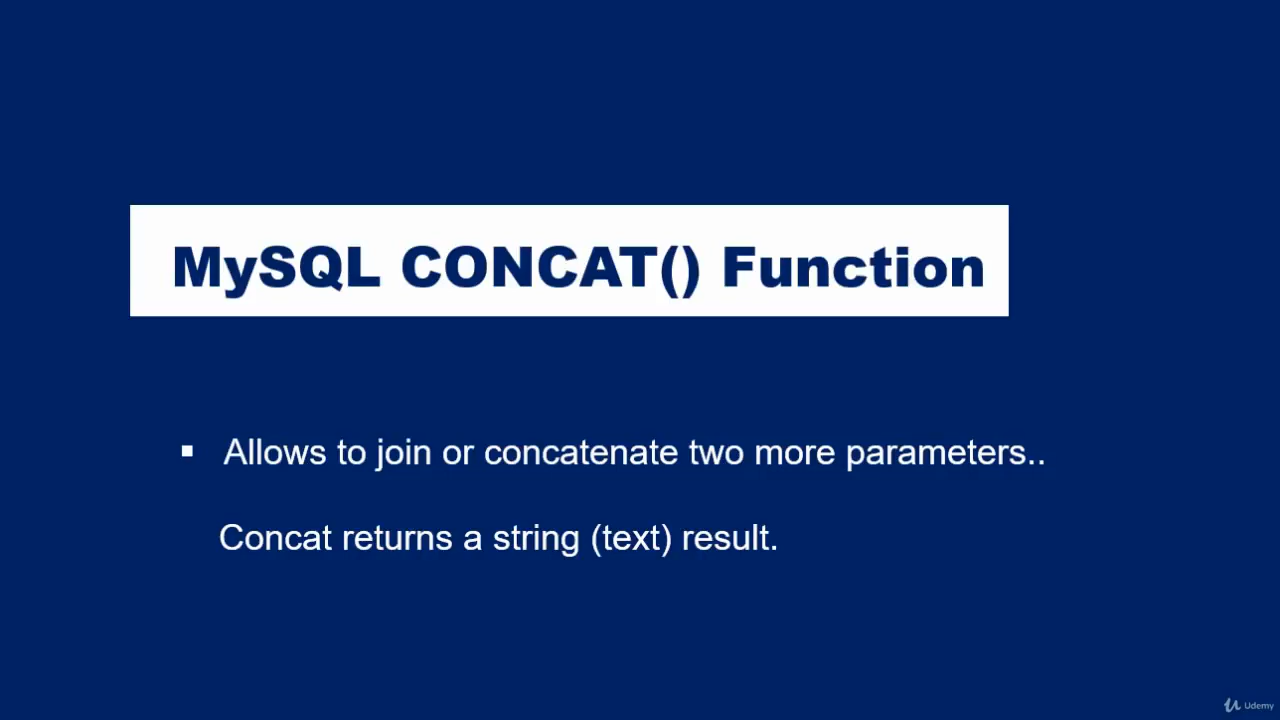 MySQL CONCAT() Function
▪ Allows to join or concatenate two more parameters..
Concat returns a string (text) result.
Udemy